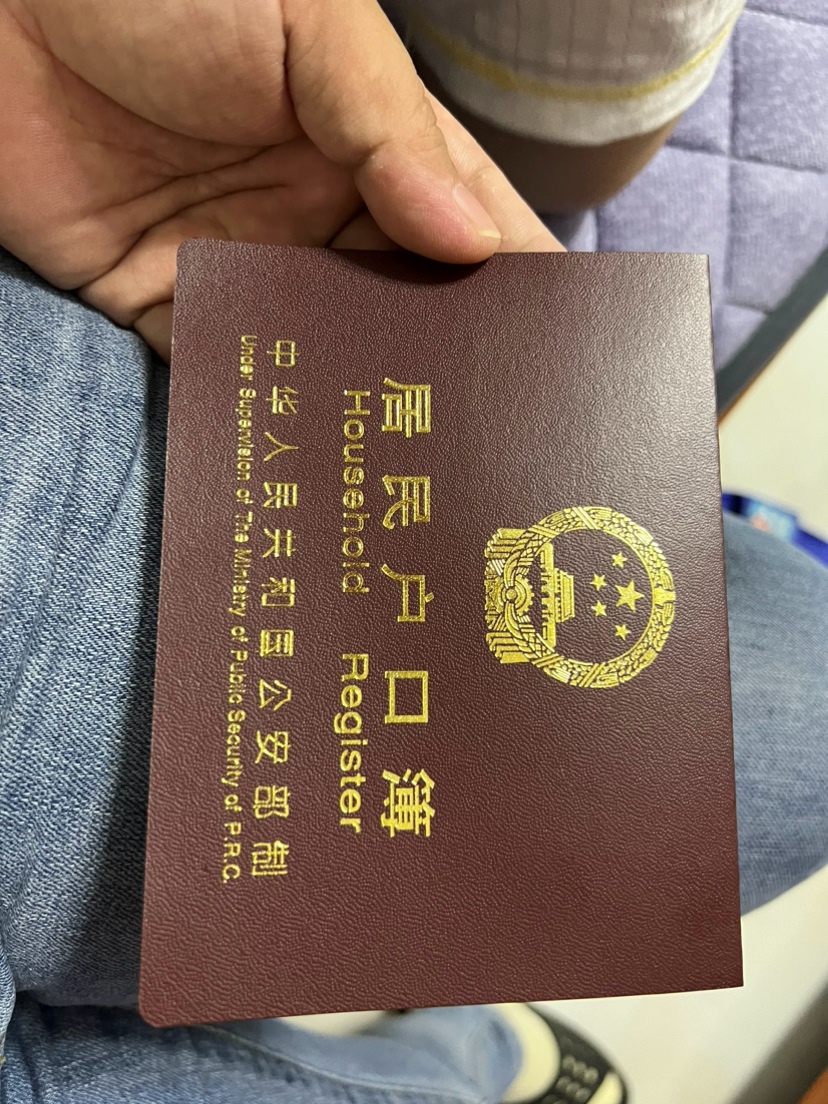 居民户口簿
Household Register
中华人民共和国公安部制
Under Supervision of The Ministry of Public Security of P.R.C.